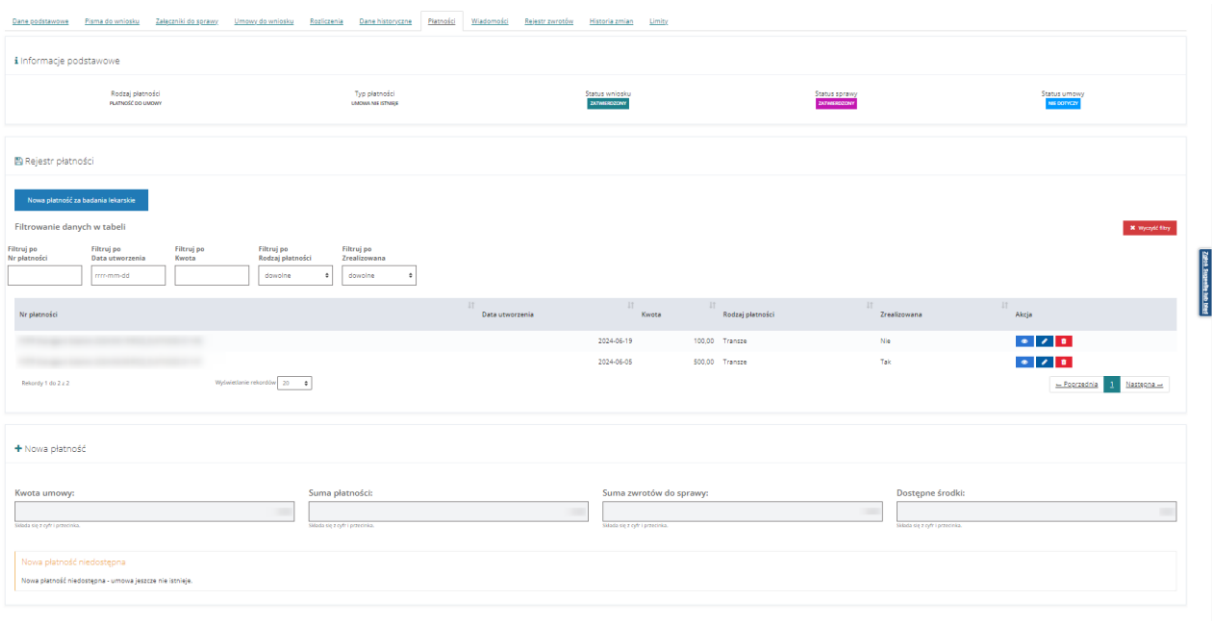 Dane podstawowe Pisma do wniosku Załączniki do sprawy Umowy do wniosku Rozliczenie Dane historyczne Płatności Wiadomości Rejestr zwrotów Historia zmian Limity
Informacje podstawowe
Rodzaj płatności Typ płatności Status wniosku Status sprawy Status umowy
PŁATNOŚĆ DO UMOWY UMOWA NIE ISTNIEJE ZATWIERDZONY ZATWIERDZONY NIE DOTYCZY
Rejestr płatności
Nowa płatność za badania lekarskie
Filtrowanie danych w tabeli
Wyczyść filtry
Filtruj po Nr płatności
Filtruj po Data utworzenia
Filtruj po Kwota
Filtruj po Rodzaj płatności
Filtruj po Zrealizowana
rrrr-mm-dd dowolne dowolne
Zgłoś sugestię lub błąd
Nr płatności Data utworzenia Kwota Rodzaj płatności Zrealizowana Akcja
2024-06-19 100,00 Transza Nie
2024-06-05 500,00 Transza Tak
Rekordy 1 do 2 z 2 Wyświetlanie rekordów 20 Poprzednia 1 Następna
Nowa płatność
Kwota umowy: Suma płatności: Suma zwrotów do sprawy: Dostępne środki:
Składa się z cyfr i przecinka. Składa się z cyfr i przecinka. Składa się z cyfr i przecinka. Składa się z cyfr i przecinka.
Nowa płatność niedostępna
Nowa płatność niedostępna - umowa jeszcze nie istnieje.